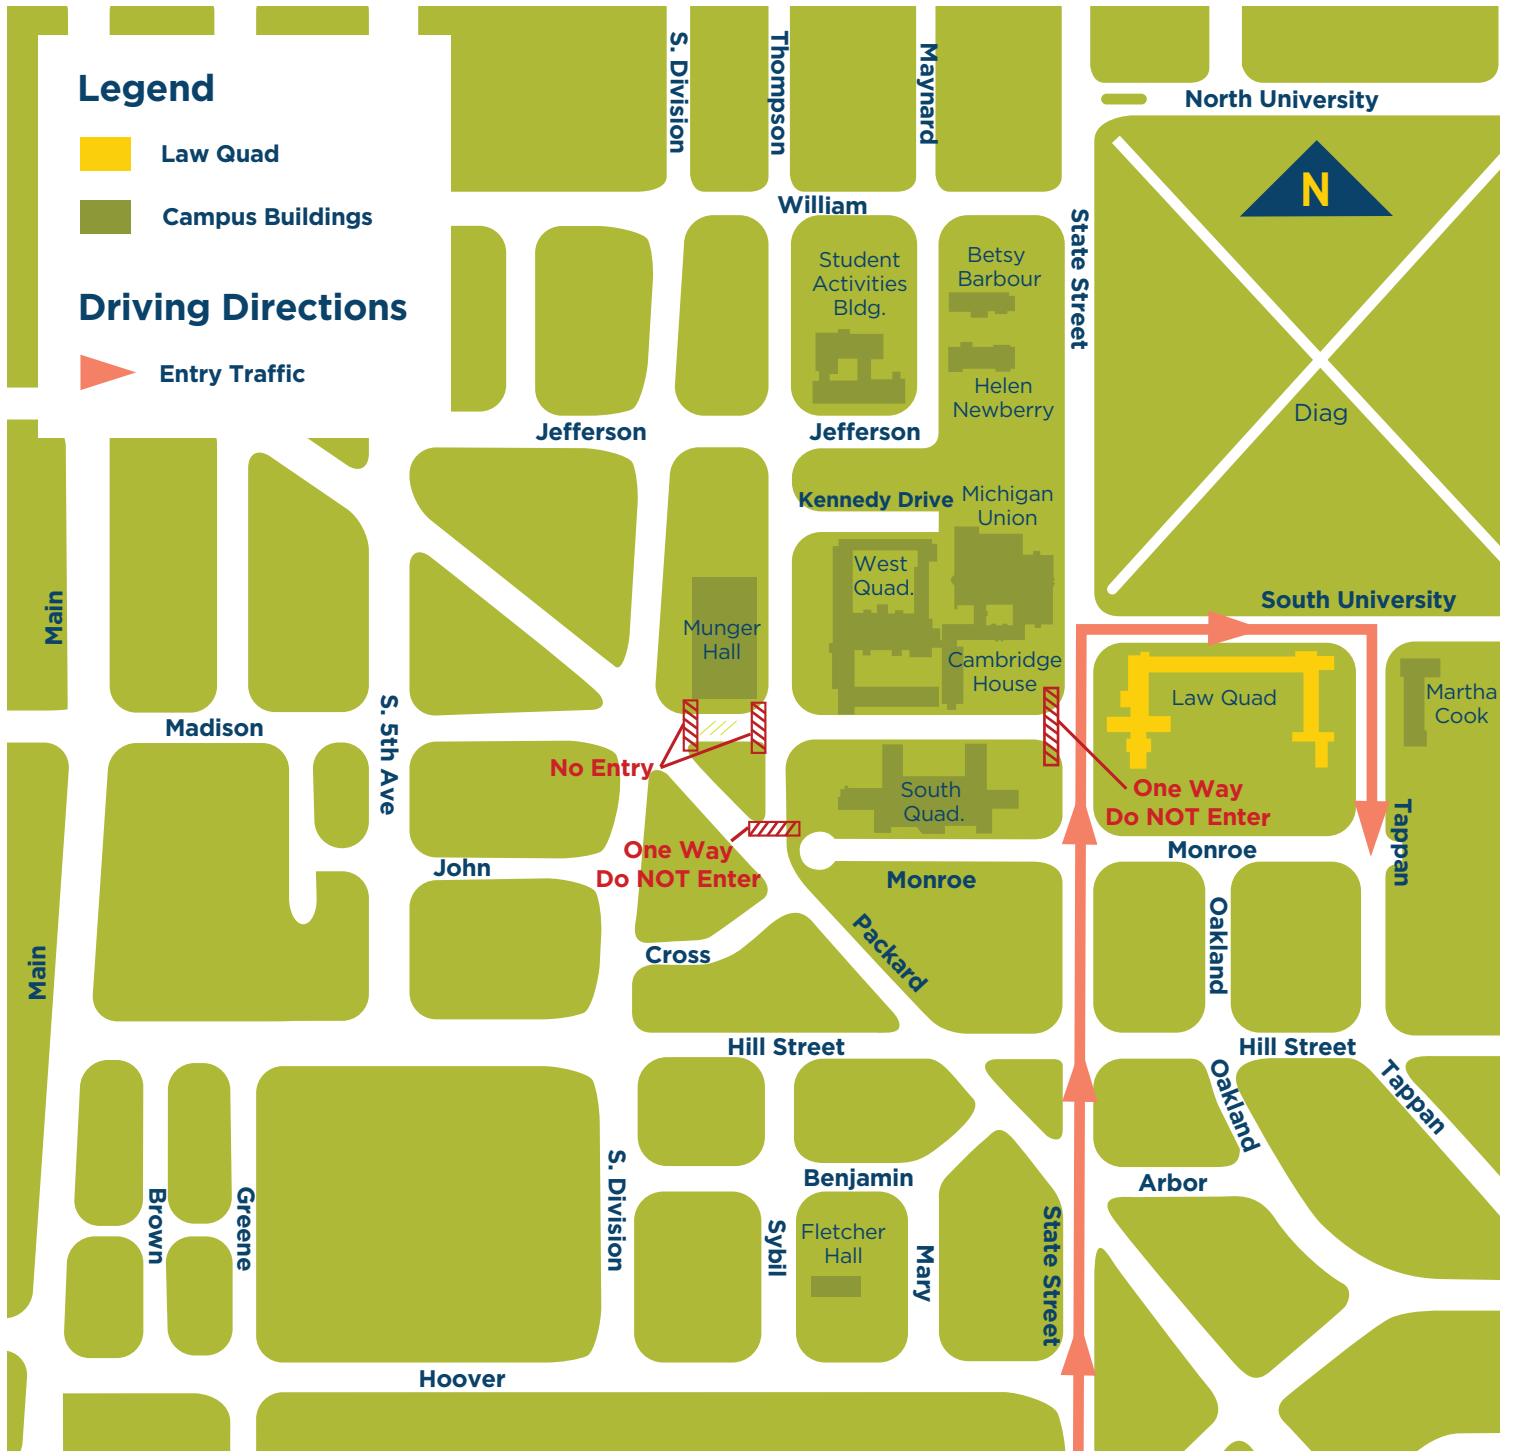 Legend
Law Quad
Campus Buildings
Driving Directions
Entry Traffic
S. Division
Thompson
Maynard
North University
N
William
State Street
Student
Activities
Bldg.
Betsy
Barbour
Helen
Newberry
Diag
Jefferson
Jefferson
Kennedy Drive
Michigan
Union
West
Quad.
Main
Munger
Hall
South University
Cambridge
House
Law Quad
Martha
Cook
Madison
S. 5th Ave
No Entry
South
Quad.
One Way
Do NOT Enter
Tappan
One Way
Do NOT Enter
John
Monroe
Monroe
Oakland
Packard
Cross
Main
Hill Street
Hill Street
Oakland
Tappan
Benjamin
Arbor
S. Division
Brown
Greene
Sybil
Fletcher
Hall
Mary
State Street
Hoover